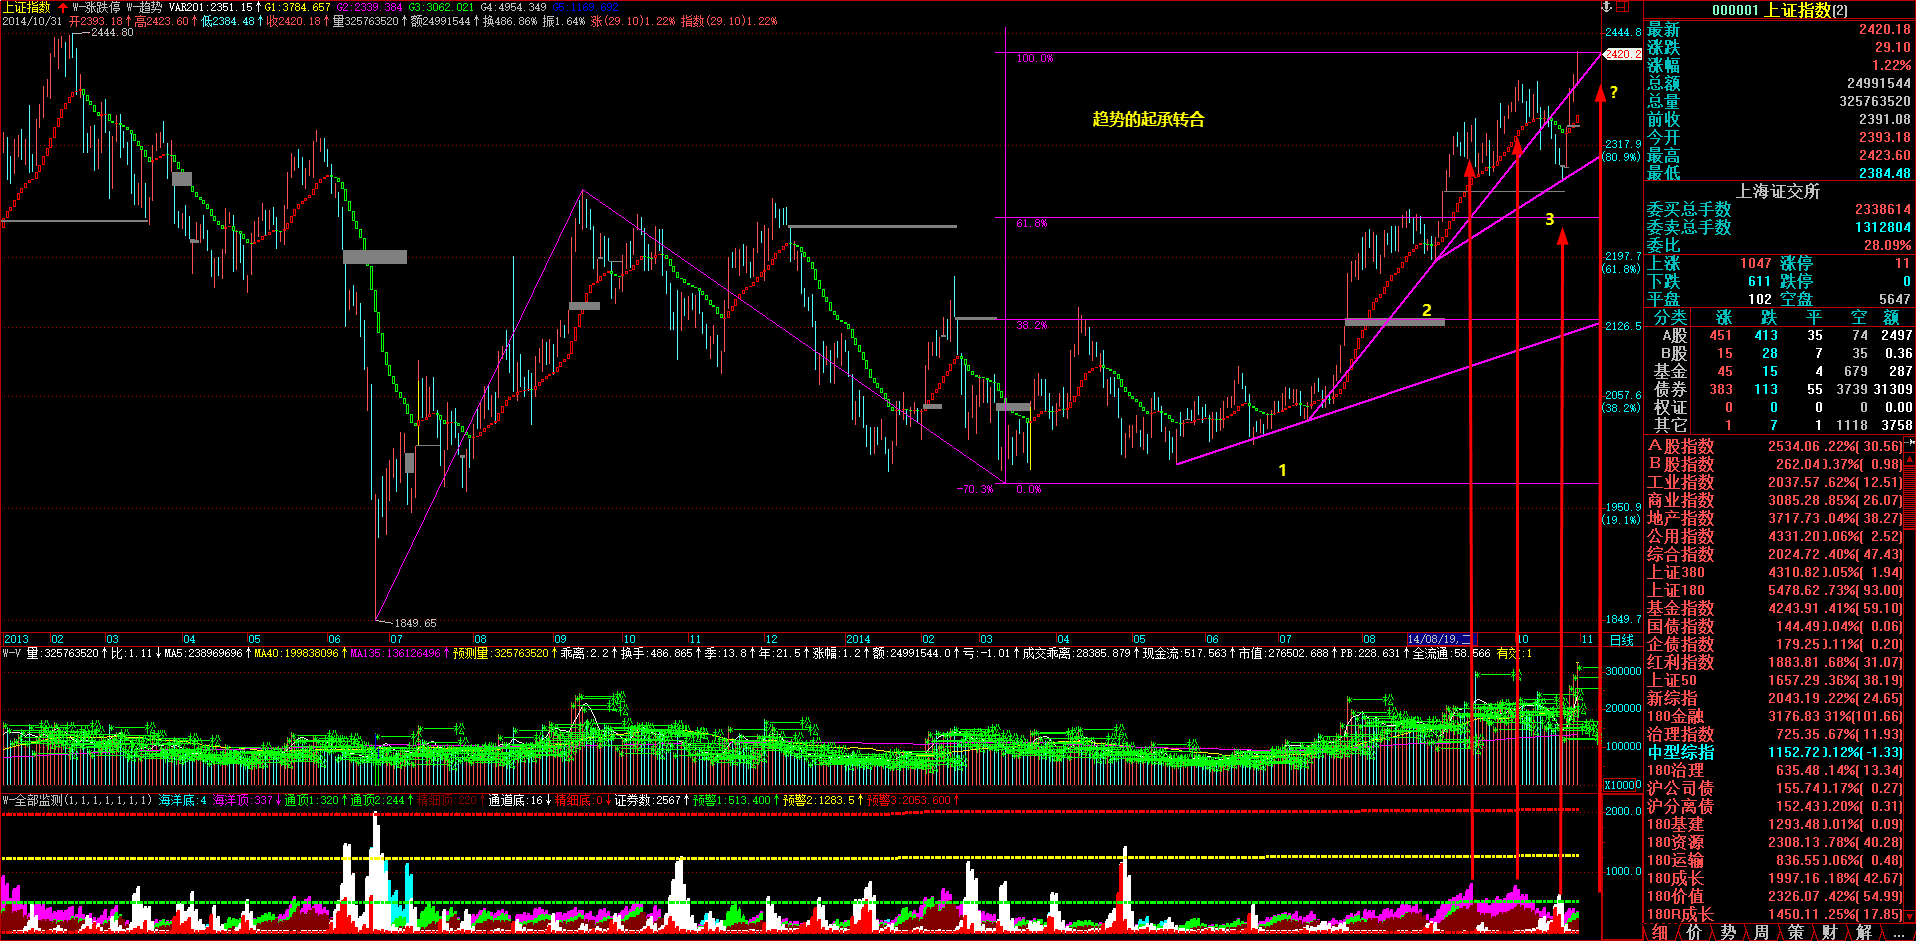 上证指数 W-涨跌停 W-趋势 VAR201:2351.15↑ G1:3784.657 G2:2339.384 G3:3062.021 G4:4954.349 G5:1169.692
2014/10/31 开2393.18↑ 高2423.60↑ 低2384.48↑ 收2420.18↑ 量325763520↑ 额24991544↑ 换486.86% 振1.64% 涨(29.10)1.22% 指数(29.10)1.22%
2444.80
100.0%
趋势的起承转合
61.8%
38.2%
-70.3%
0.0%
1849.65
1
2
3
?
2444.8
2420.2
2317.9
(80.9%)
2197.7
(61.8%)
2126.5
2057.6
(38.2%)
1950.9
(19.1%)
1849.7
2013 02 03 04 05 06 07 08 09 10 11 12 2014 02 03 04 05 06 07 08 14/08/19,二 10 11 日线
W-V 量:325763520↑ 比:1.11↓ MA5:238969696↑ MA40:199838096↑ MA135:136126496↑ 预测量:325763520↑ 乖离:2.2↑ 换手:486.865↑ 季:13.8↑ 年:21.5↑ 涨幅:1.2↑ 额:24991544.0↑ 亏:-1.01↑ 成交乖离:28385.879↑ 现金流:517.563↑ 市值:276502.688↑ PB:228.631↑ 全流通:58.566 有效:1
300000
200000
100000
X1000
W-全部监测(1,1,1,1,1,1,1) 海洋底:4 海洋顶:337↓ 通顶1:320↑ 通顶2:244↑ 精细顶:220↑ 通道底:16↓ 精细底:0↓ 证券数:2567↑ 预警1:513.400↑ 预警2:1283.5↑ 预警3:2053.600↑
2000.0
1000.0
000001 上证指数(2)
最新 2420.18
涨跌 29.10
涨幅 1.22%
总额 24991544
总量 325763520
前收 2391.08
今开 2393.18
最高 2423.60
最低 2384.48
上海证交所
委买总手数 2338614
委卖总手数 1312804
委比 28.09%
上涨 1047 涨停 11
下跌 611 跌停 0
平盘 102 空盘 5647
分类 涨 跌 平 空 额
A股 451 413 35 74 2497
B股 15 28 7 35 0.36
基金 45 15 4 679 287
债券 383 113 55 3739 31309
权证 0 0 0 0 0.00
其它 1 7 1 1118 3758
A股指数 2534.06 .22%( 30.56)
B股指数 262.04 ).37%( 0.98)
工业指数 2037.57 .62%( 12.51)
商业指数 3085.28 .85%( 26.07)
地产指数 3717.73 .04%( 38.27)
公用指数 4331.20 ).06%( 2.52)
综合指数 2024.72 .40%( 47.43)
上证380 4310.82 ).05%( 1.94)
上证180 5478.62 .73%( 93.00)
基金指数 4243.91 .41%( 59.10)
国债指数 144.49 ).04%( 0.06)
企债指数 179.25 ).11%( 0.20)
红利指数 1883.81 .68%( 31.07)
上证50 1657.29 .36%( 38.19)
新综指 2043.19 .22%( 24.65)
180金融 3176.83 31%(101.66)
治理指数 725.35 .67%( 11.93)
中型综指 1152.72 ).12%( -1.33)
180治理 635.48 .14%( 13.34)
沪公司债 155.74 ).17%( 0.27)
沪分离债 152.43 ).20%( 0.31)
180基建 1293.48 ).01%( 0.09)
180资源 2308.13 .78%( 40.28)
180运输 836.55 ).06%( 0.48)
180成长 1997.16 .18%( 42.67)
180价值 2326.07 .42%( 54.99)
180R成长 1450.11 .25%( 17.85)
细 价 势 周 策 财 解 ...